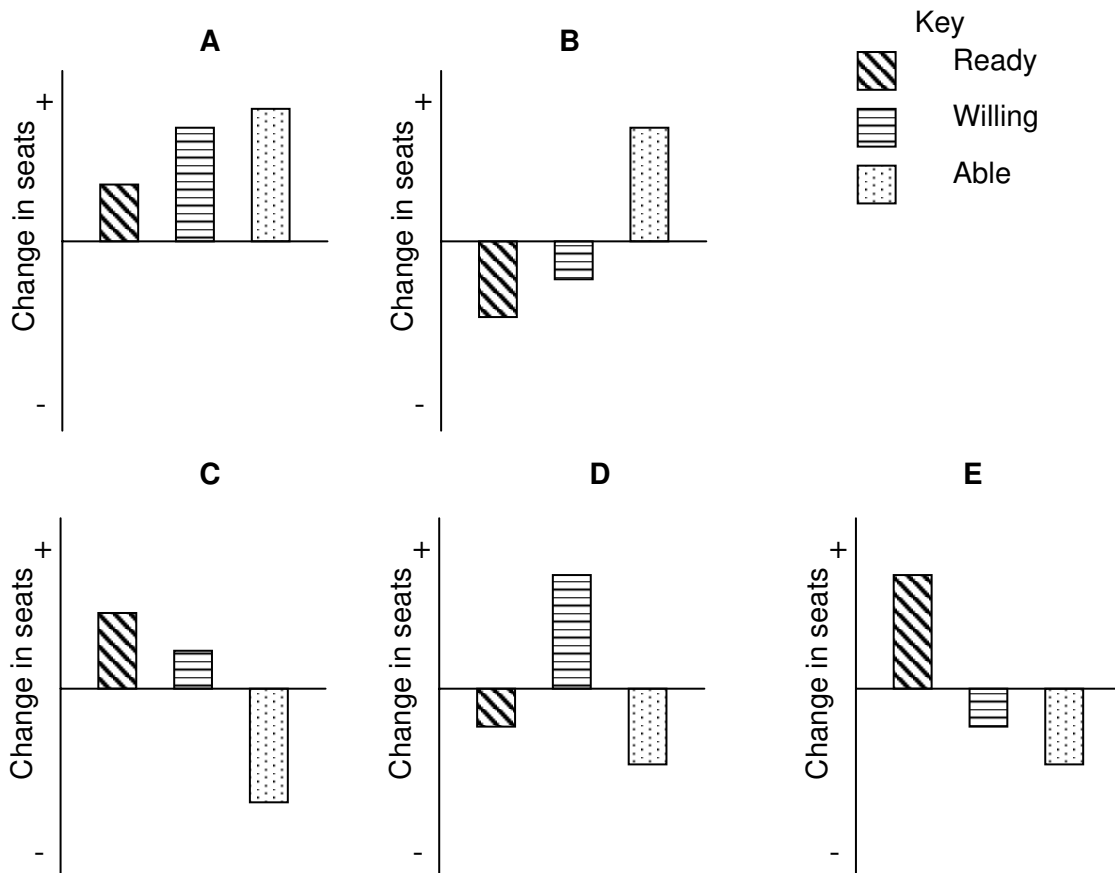 A
+
Change in seats
-
B
+
Change in seats
-
Key
Ready
Willing
Able
C
+
Change in seats
-
D
+
Change in seats
-
E
+
Change in seats
-